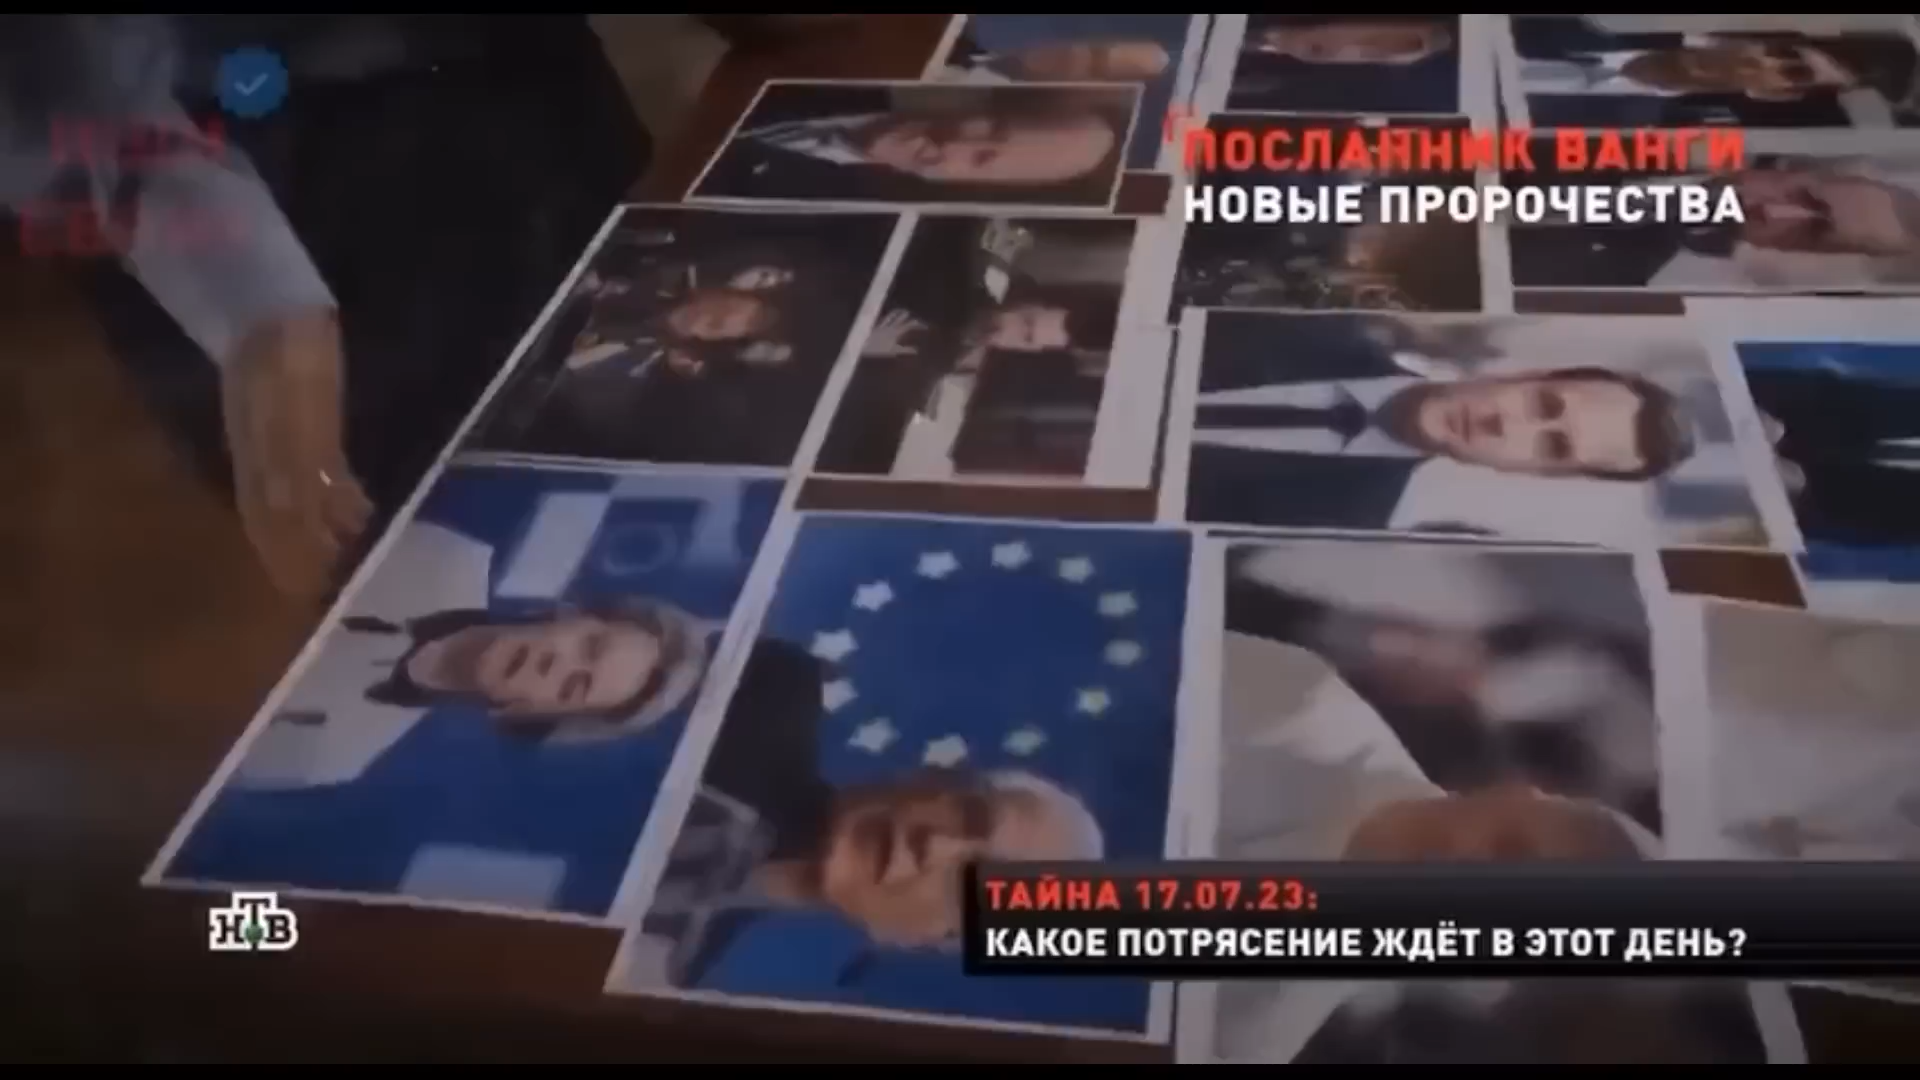 ПОСЛАННИК ВАНГИ
НОВЫЕ ПРОРОЧЕСТВА
НТВ
ТАЙНА 17.07.23:
КАКОЕ ПОТРЯСЕНИЕ ЖДЁТ В ЭТОТ ДЕНЬ?